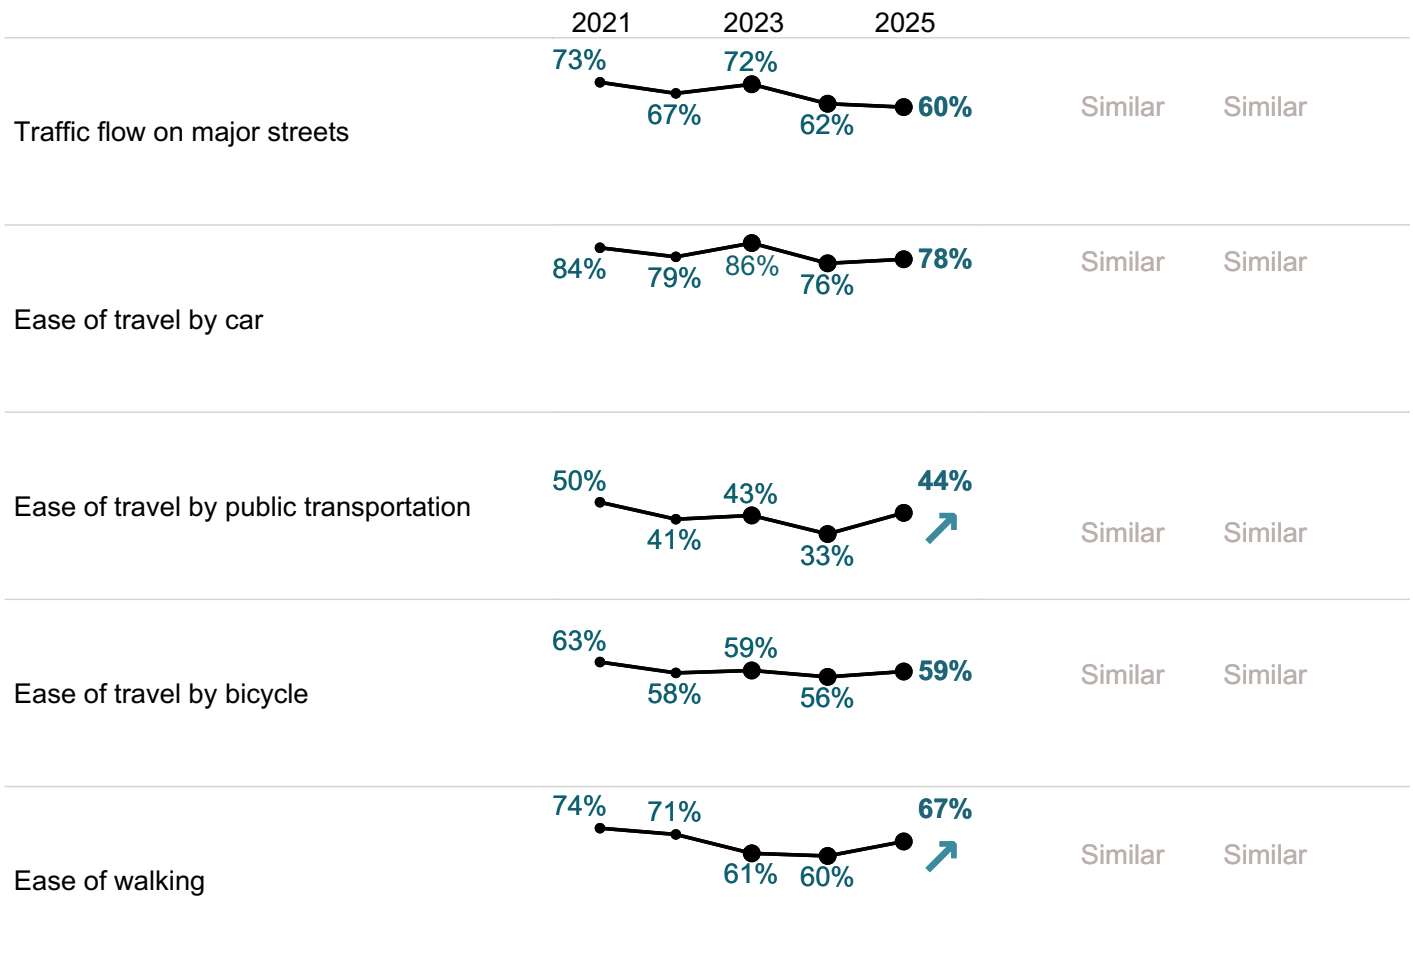 2021 2023 2025
Traffic flow on major streets 73% 67% 72% 62% 60% Similar Similar
Ease of travel by car 84% 79% 86% 76% 78% Similar Similar
Ease of travel by public transportation 50% 41% 43% 33% 44% Similar Similar
Ease of travel by bicycle 63% 58% 59% 56% 59% Similar Similar
Ease of walking 74% 71% 61% 60% 67% Similar Similar